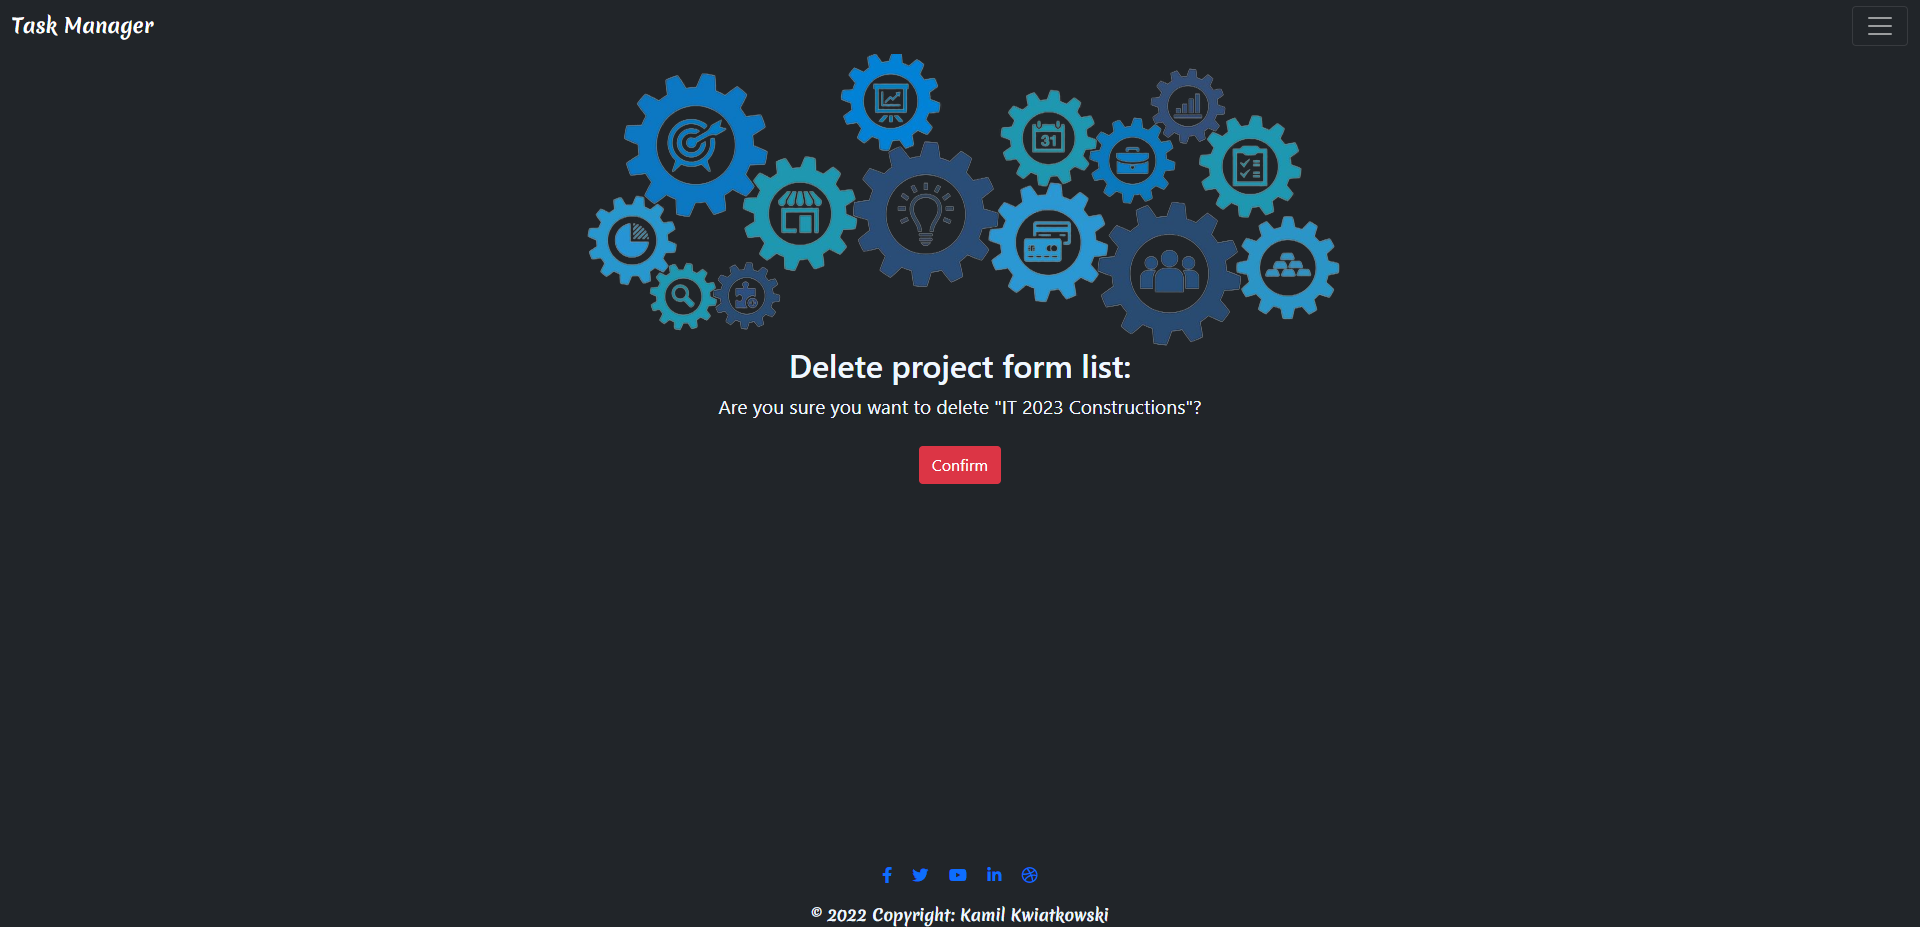 Task Manager
31
Delete project form list:
Are you sure you want to delete "IT 2023 Constructions"?
Confirm
© 2022 Copyright: Kamil Kwiatkowski